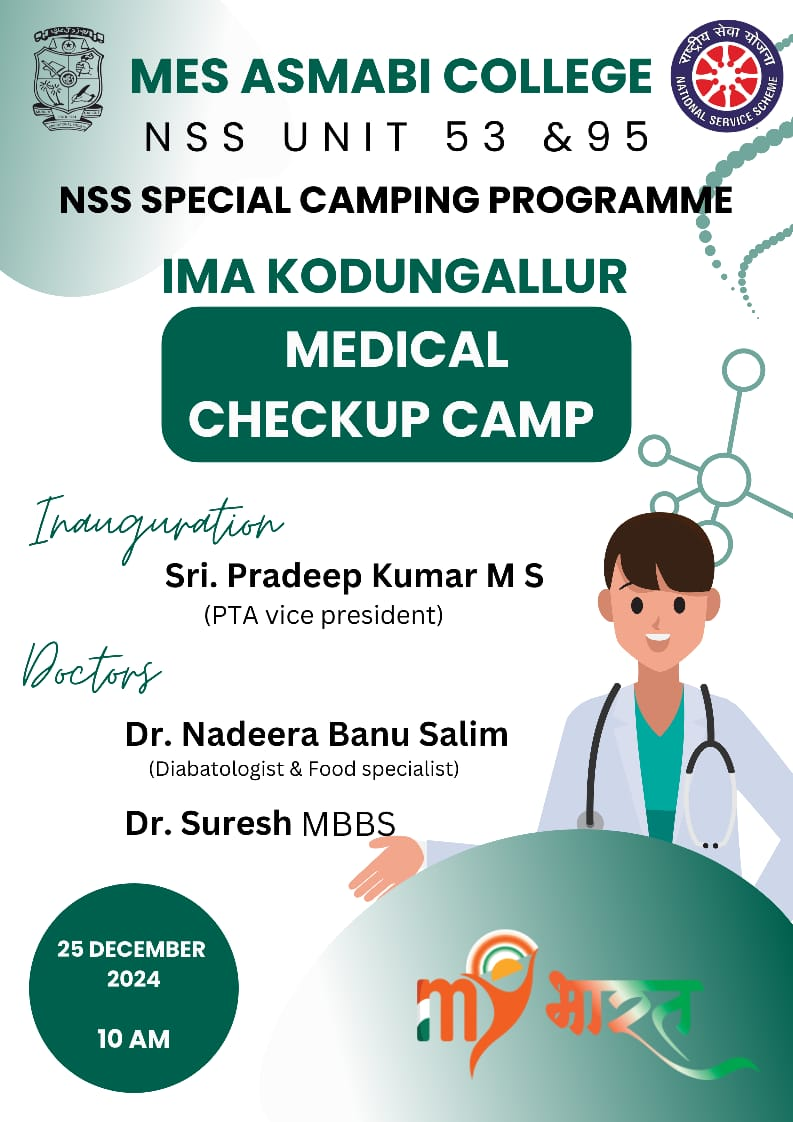 MES ASMABI COLLEGE
NSS UNIT 53 &95
NSS SPECIAL CAMPING PROGRAMME
राष्ट्रीय सेवा योजना
NATIONAL SERVICE SCHEME
IMA KODUNGALLUR
MEDICAL
CHECKUP CAMP
Inauguration
Sri. Pradeep Kumar M S
(PTA vice president)
Doctors
Dr. Nadeera Banu Salim
(Diabatologist & Food specialist)
Dr. Suresh MBBS
25 DECEMBER
2024
10 AM
my भारत